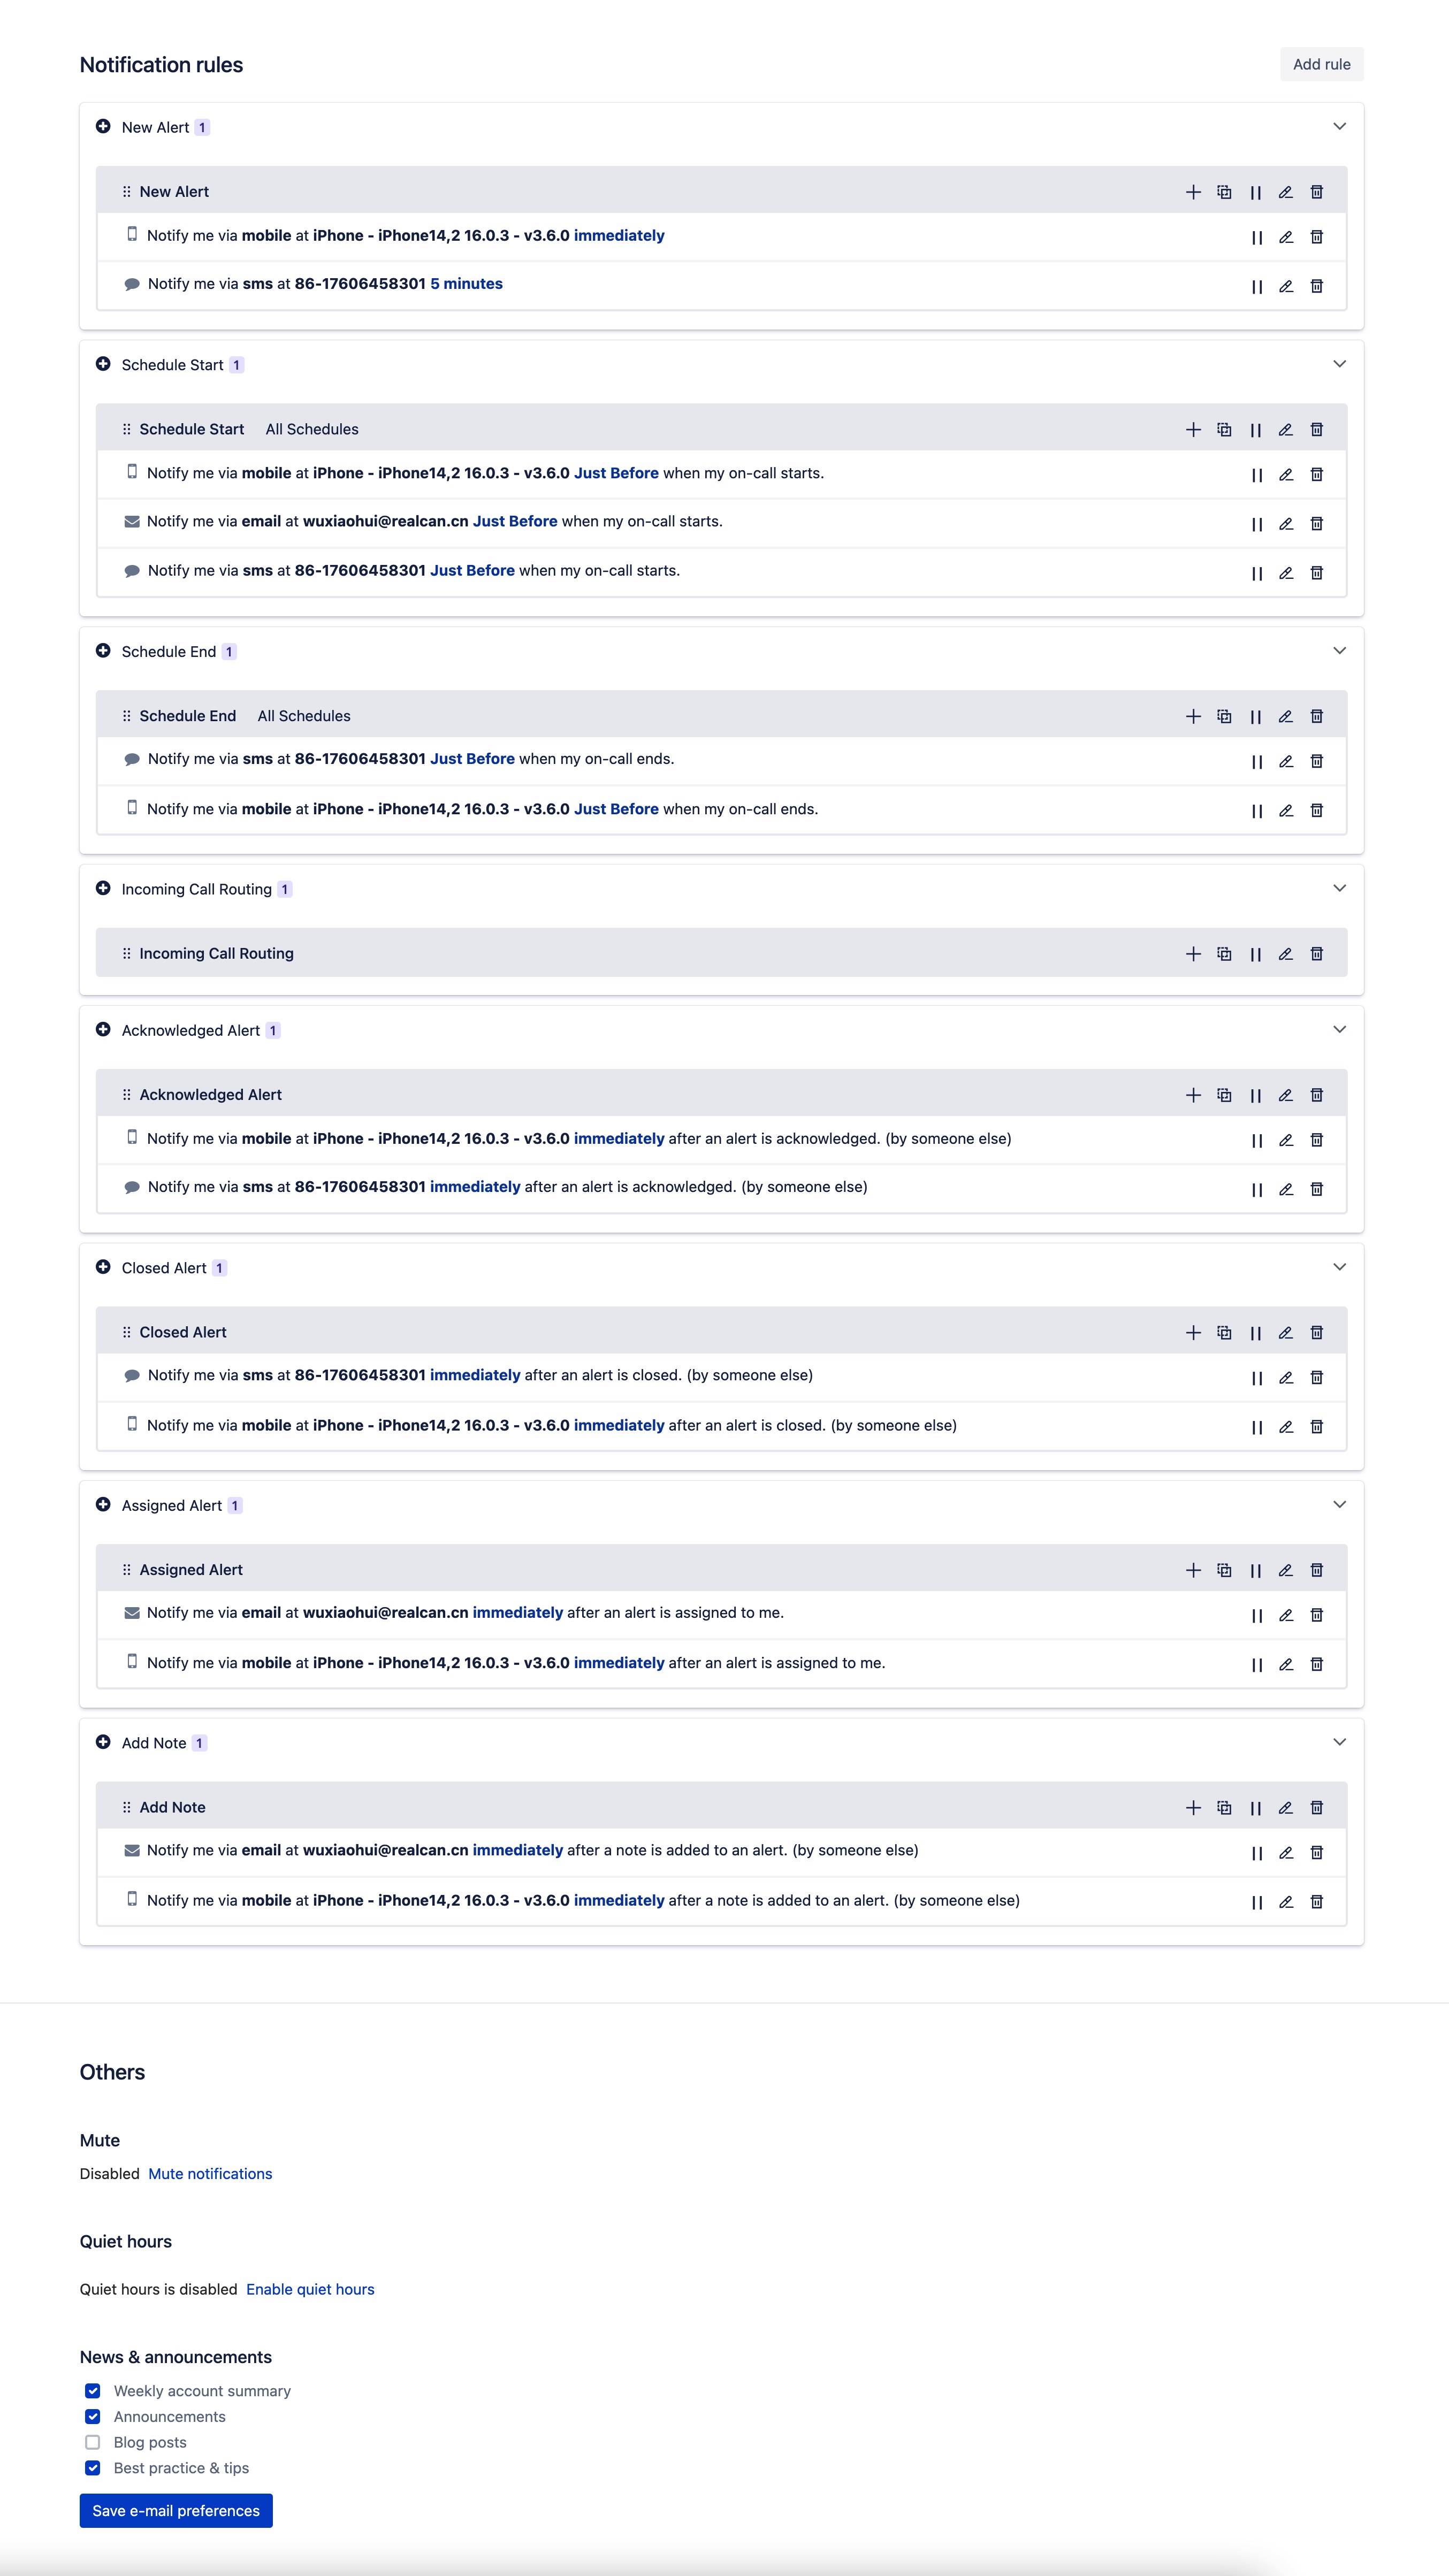 Notification rules
Add rule
New Alert 1
New Alert
Notify me via mobile at iPhone - iPhone14,2 16.0.3 - v3.6.0 immediately
Notify me via sms at 86-17606458301 5 minutes
Schedule Start 1
Schedule Start All Schedules
Notify me via mobile at iPhone - iPhone14,2 16.0.3 - v3.6.0 Just Before when my on-call starts.
Notify me via email at wuxiaohui@realcan.cn Just Before when my on-call starts.
Notify me via sms at 86-17606458301 Just Before when my on-call starts.
Schedule End 1
Schedule End All Schedules
Notify me via sms at 86-17606458301 Just Before when my on-call ends.
Notify me via mobile at iPhone - iPhone14,2 16.0.3 - v3.6.0 Just Before when my on-call ends.
Incoming Call Routing 1
Incoming Call Routing
Acknowledged Alert 1
Acknowledged Alert
Notify me via mobile at iPhone - iPhone14,2 16.0.3 - v3.6.0 immediately after an alert is acknowledged. (by someone else)
Notify me via sms at 86-17606458301 immediately after an alert is acknowledged. (by someone else)
Closed Alert 1
Closed Alert
Notify me via sms at 86-17606458301 immediately after an alert is closed. (by someone else)
Notify me via mobile at iPhone - iPhone14,2 16.0.3 - v3.6.0 immediately after an alert is closed. (by someone else)
Assigned Alert 1
Assigned Alert
Notify me via email at wuxiaohui@realcan.cn immediately after an alert is assigned to me.
Notify me via mobile at iPhone - iPhone14,2 16.0.3 - v3.6.0 immediately after an alert is assigned to me.
Add Note 1
Add Note
Notify me via email at wuxiaohui@realcan.cn immediately after a note is added to an alert. (by someone else)
Notify me via mobile at iPhone - iPhone14,2 16.0.3 - v3.6.0 immediately after a note is added to an alert. (by someone else)
Others
Mute
Disabled Mute notifications
Quiet hours
Quiet hours is disabled Enable quiet hours
News & announcements
Weekly account summary
Announcements
Blog posts
Best practice & tips
Save e-mail preferences